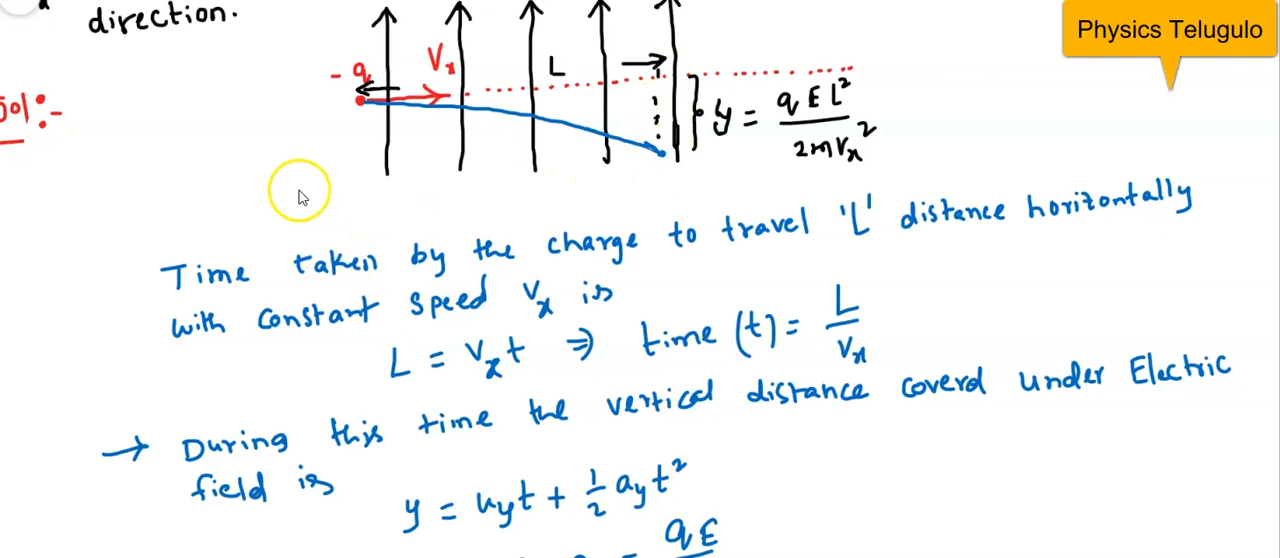 direction.
Physics Telugulo
- q
Vx
L
y = qEL²/2mVx²
Sol:-
Time taken by the charge to travel 'L' distance horizontally
with constant speed Vx is
L = Vxt ⇒ time (t) = L/Vx
→ During this time the vertical distance coverd under Electric
field is
y = uyt + 1/2 ayt²
= qE